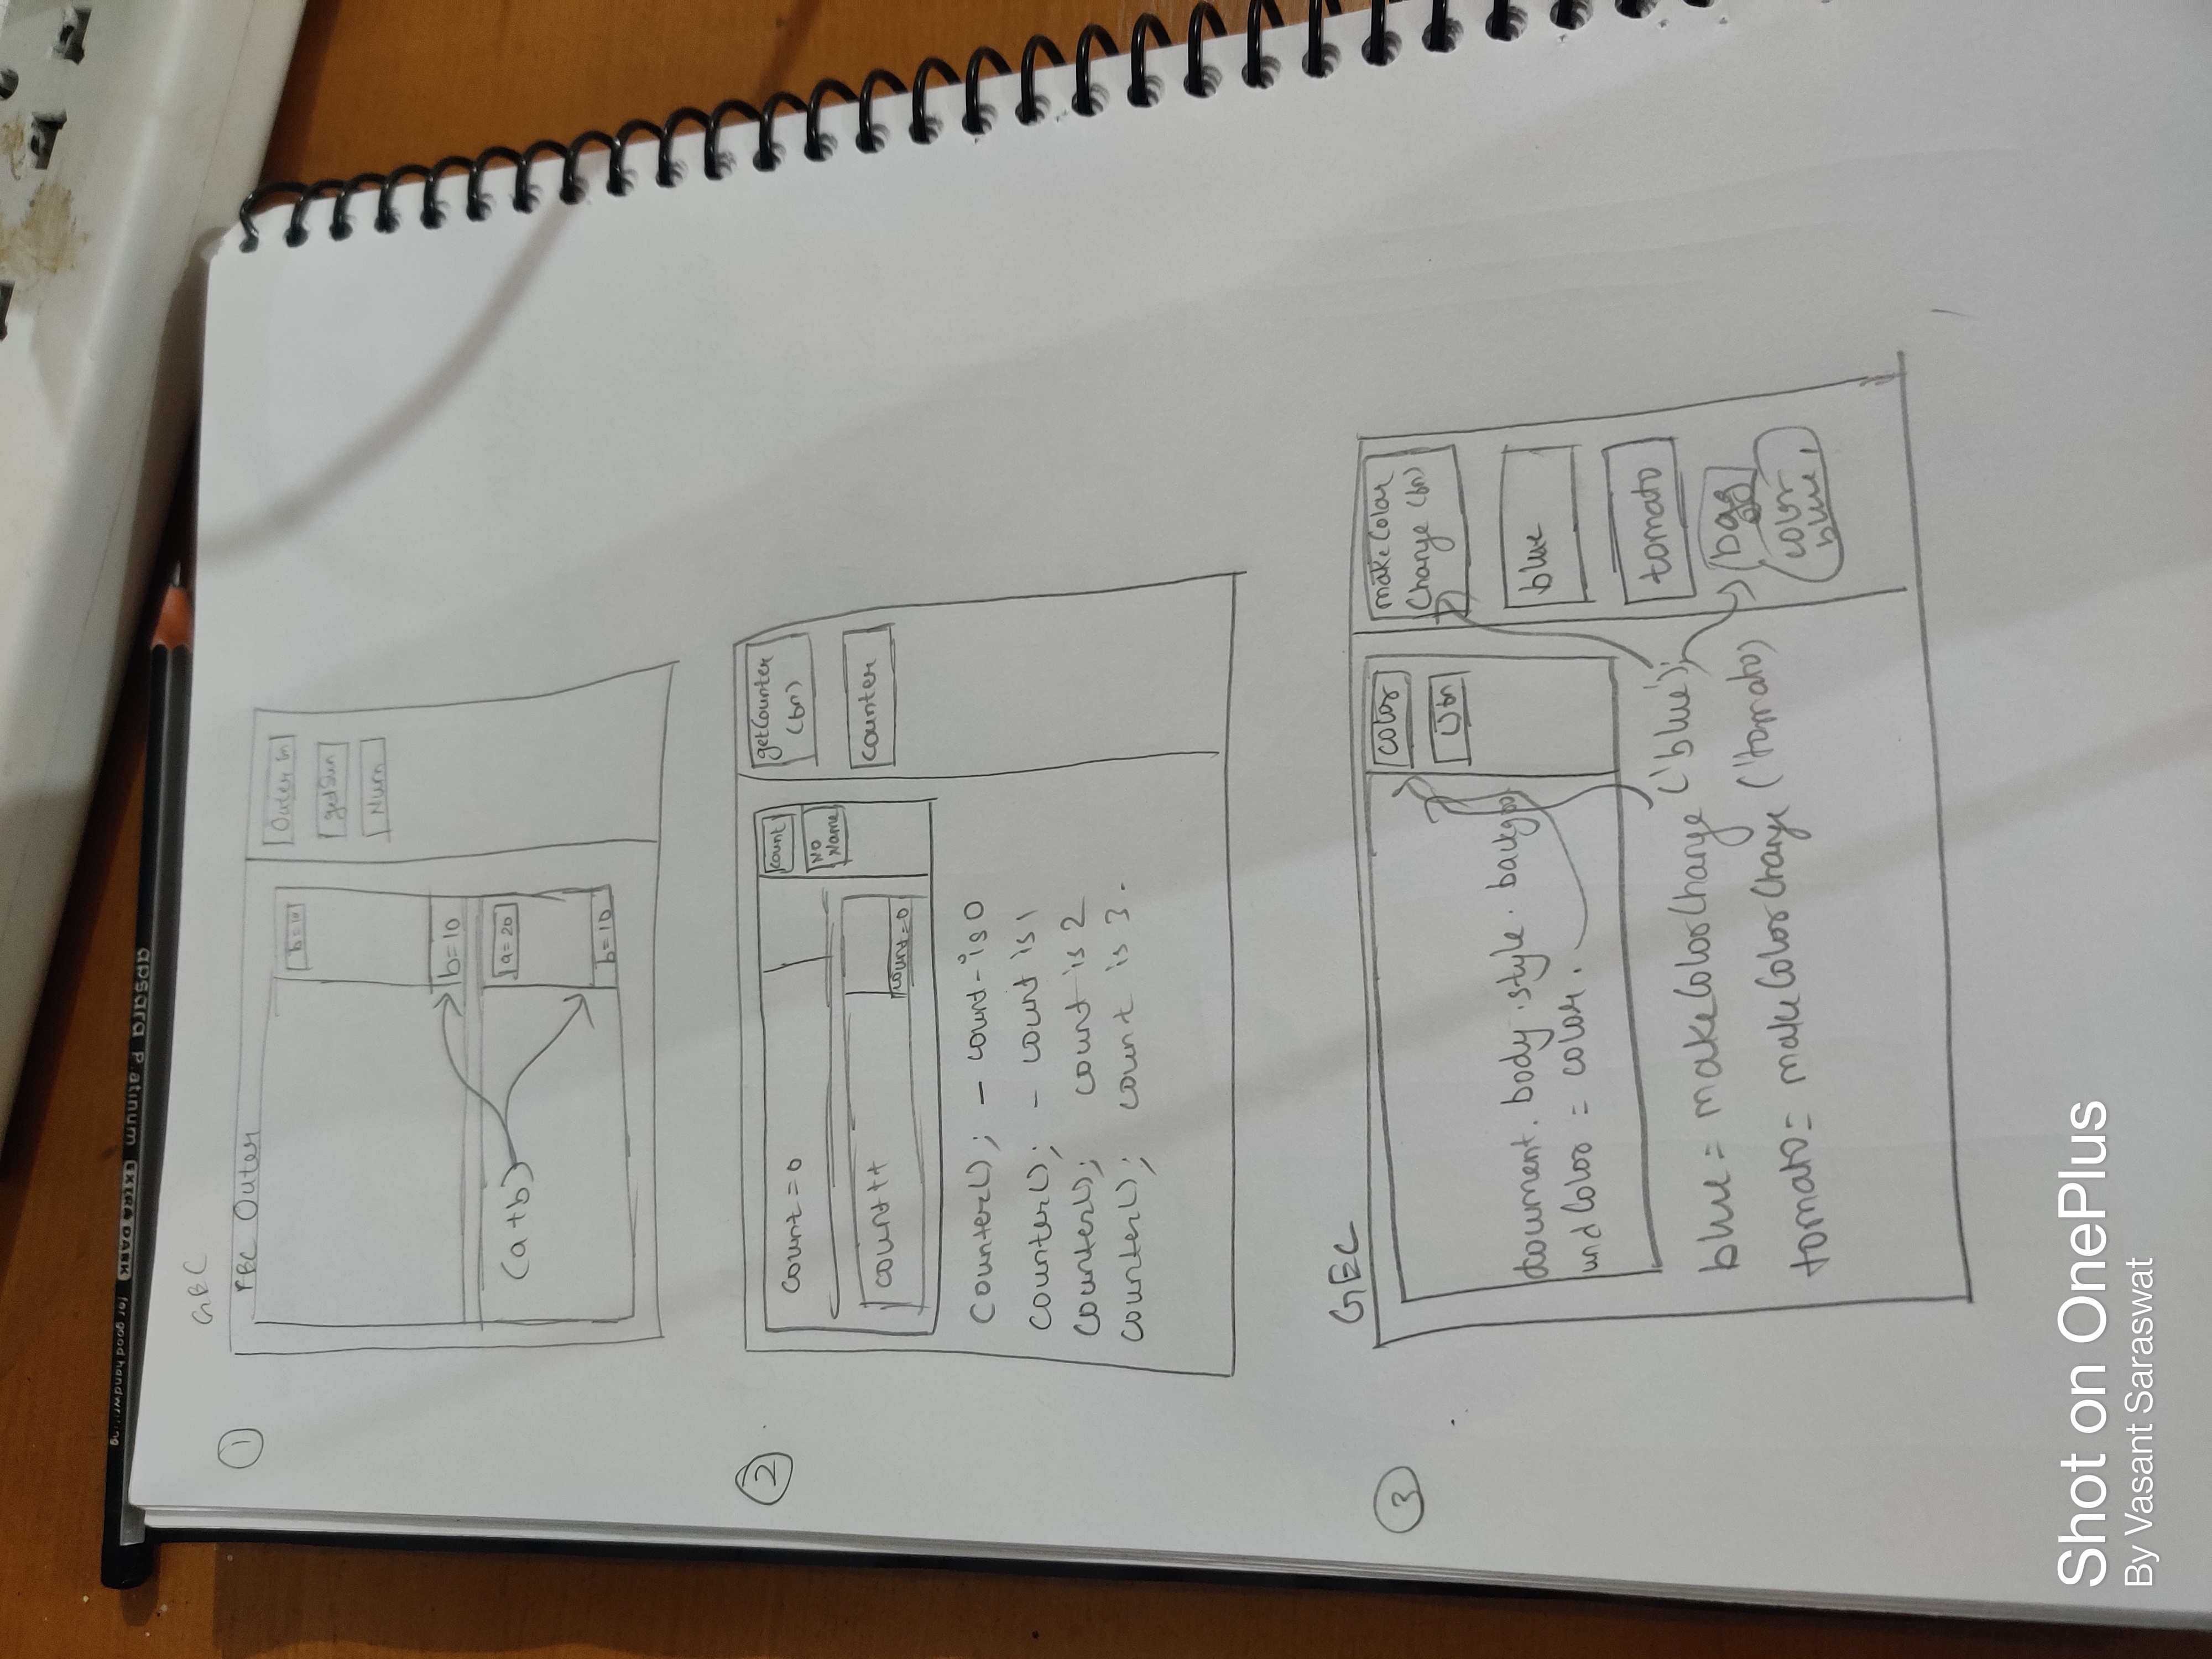 apsara Platinum EXTRA DARK for good handwriting
GEC
1
FEC Outer
b=10
Outer fn
getSum
Num
b=10
(a+b)
a=20
b=10
2
count=0
count
No
Name
getCounter
(fn)
count++
count=0
counter
Counter(); - count-is 0
counter(); - count is 1
counter(); count is 2
counter(); count is 3.
GEC
3
color
() fn
makeColor
Change (fn)
document.body.style.backgro
undColor = color.
blue
tomato
blue = makeColorChange('blue');
tomato = makeColorChange('tomato)
color
blue,
Shot on OnePlus
By Vasant Saraswat